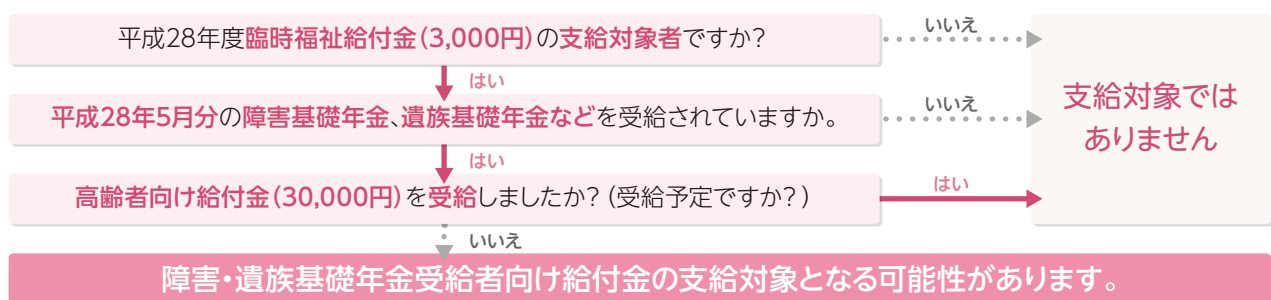 平成28年度臨時福祉給付金(3,000円)の支給対象者ですか?
いいえ
はい
平成28年5月分の障害基礎年金、遺族基礎年金などを受給されていますか。
いいえ
はい
高齢者向け給付金(30,000円)を受給しましたか?(受給予定ですか?)
はい
支給対象では
ありません
いいえ
障害・遺族基礎年金受給者向け給付金の支給対象となる可能性があります。